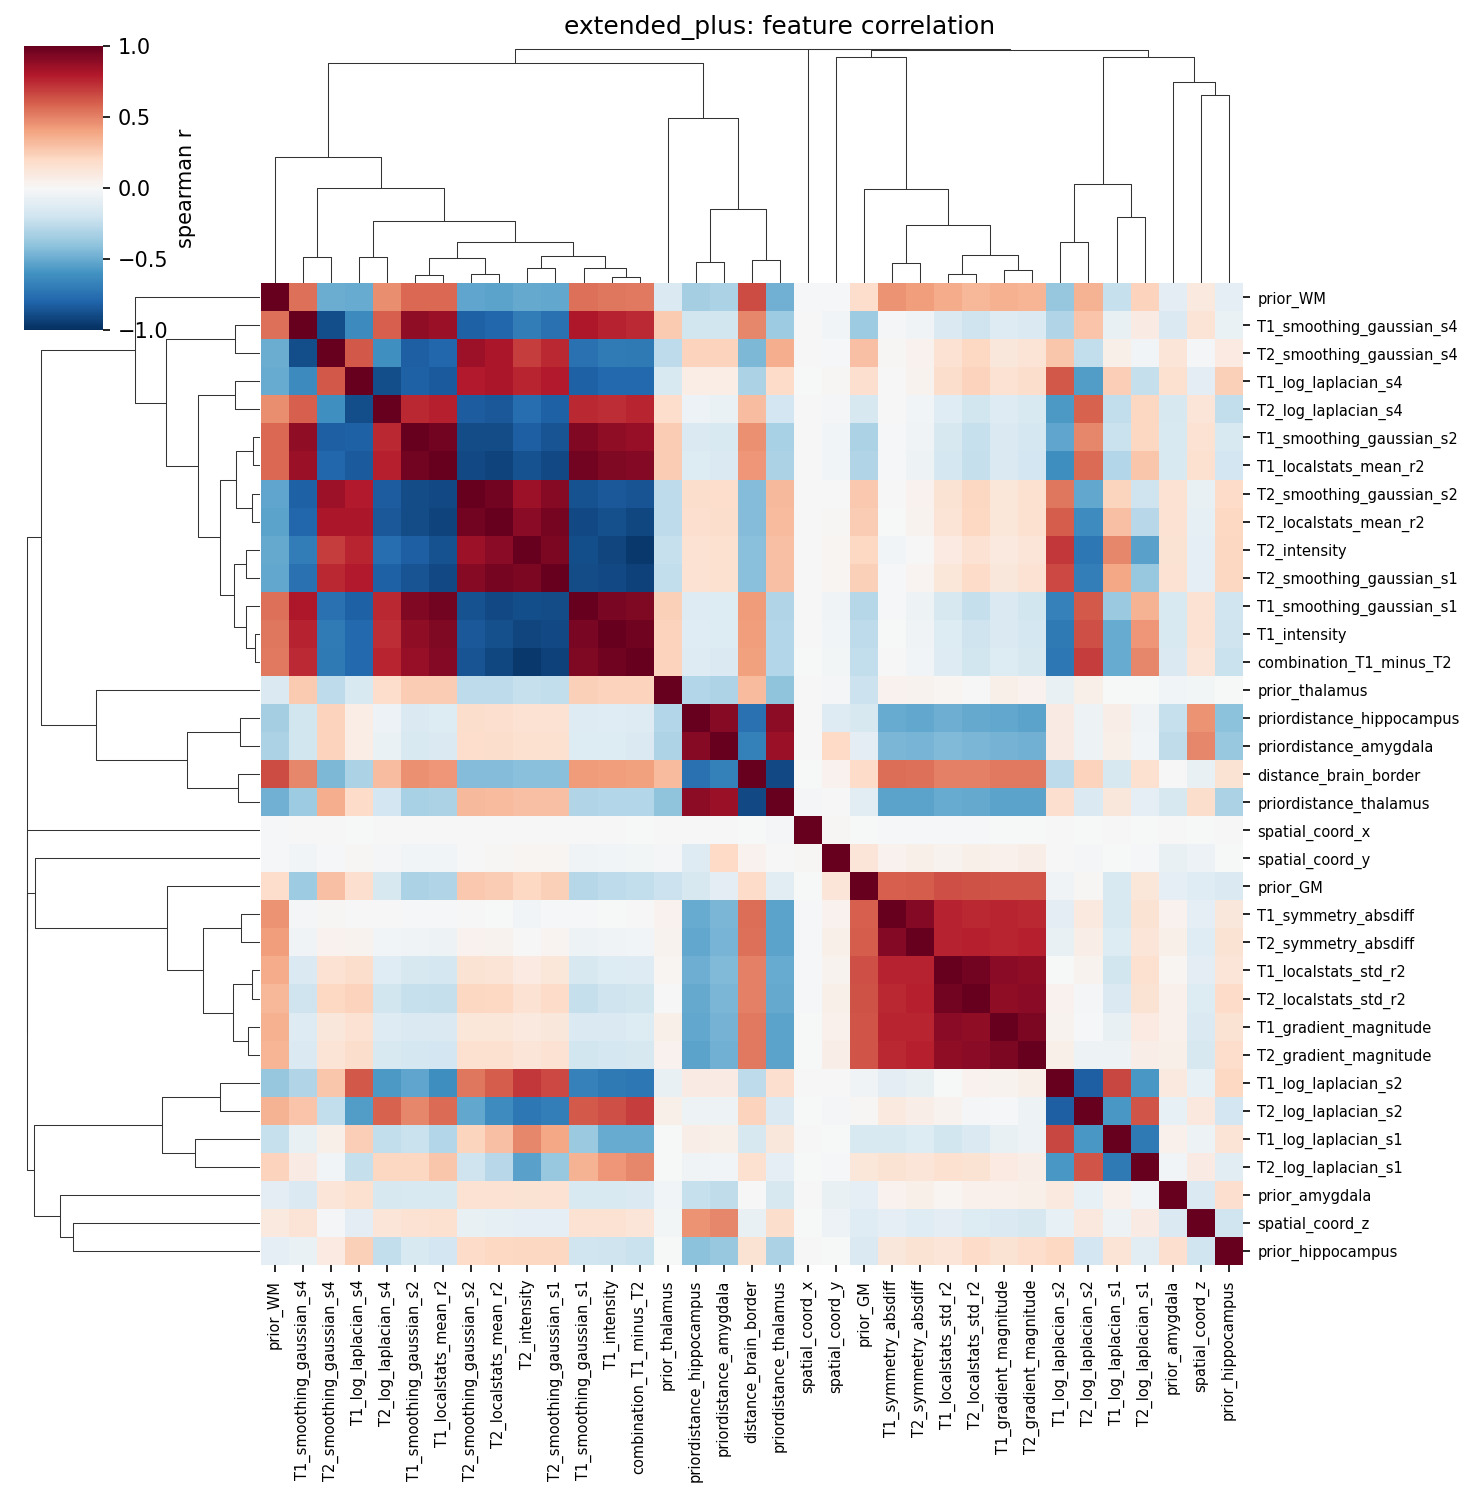 extended_plus: feature correlation
1.0
0.5
0.0
−0.5
−1.0
spearman r
prior_WM
T1_smoothing_gaussian_s4
T2_smoothing_gaussian_s4
T1_log_laplacian_s4
T2_log_laplacian_s4
T1_smoothing_gaussian_s2
T1_localstats_mean_r2
T2_smoothing_gaussian_s2
T2_localstats_mean_r2
T2_intensity
T2_smoothing_gaussian_s1
T1_smoothing_gaussian_s1
T1_intensity
combination_T1_minus_T2
prior_thalamus
priordistance_hippocampus
priordistance_amygdala
distance_brain_border
priordistance_thalamus
spatial_coord_x
spatial_coord_y
prior_GM
T1_symmetry_absdiff
T2_symmetry_absdiff
T1_localstats_std_r2
T2_localstats_std_r2
T1_gradient_magnitude
T2_gradient_magnitude
T1_log_laplacian_s2
T2_log_laplacian_s2
T1_log_laplacian_s1
T2_log_laplacian_s1
prior_amygdala
spatial_coord_z
prior_hippocampus
prior_WM
T1_smoothing_gaussian_s4
T2_smoothing_gaussian_s4
T1_log_laplacian_s4
T2_log_laplacian_s4
T1_smoothing_gaussian_s2
T1_localstats_mean_r2
T2_smoothing_gaussian_s2
T2_localstats_mean_r2
T2_intensity
T2_smoothing_gaussian_s1
T1_smoothing_gaussian_s1
T1_intensity
combination_T1_minus_T2
prior_thalamus
priordistance_hippocampus
priordistance_amygdala
distance_brain_border
priordistance_thalamus
spatial_coord_x
spatial_coord_y
prior_GM
T1_symmetry_absdiff
T2_symmetry_absdiff
T1_localstats_std_r2
T2_localstats_std_r2
T1_gradient_magnitude
T2_gradient_magnitude
T1_log_laplacian_s2
T2_log_laplacian_s2
T1_log_laplacian_s1
T2_log_laplacian_s1
prior_amygdala
spatial_coord_z
prior_hippocampus